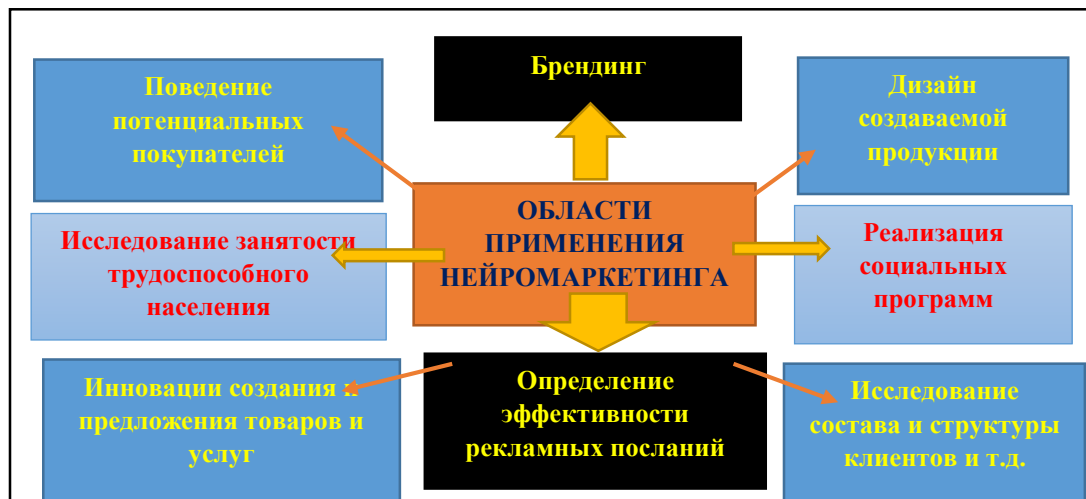 Брендинг
Поведение
потенциальных
покупателей
Дизайн
создаваемой
продукции
ОБЛАСТИ
ПРИМЕНЕНИЯ
НЕЙРОМАРКЕТИНГА
Исследование занятости
трудоспособного
населения
Реализация
социальных
программ
Инновации создания и
предложения товаров и
услуг
Определение
эффективности
рекламных посланий
Исследование
состава и структуры
клиентов и т.д.